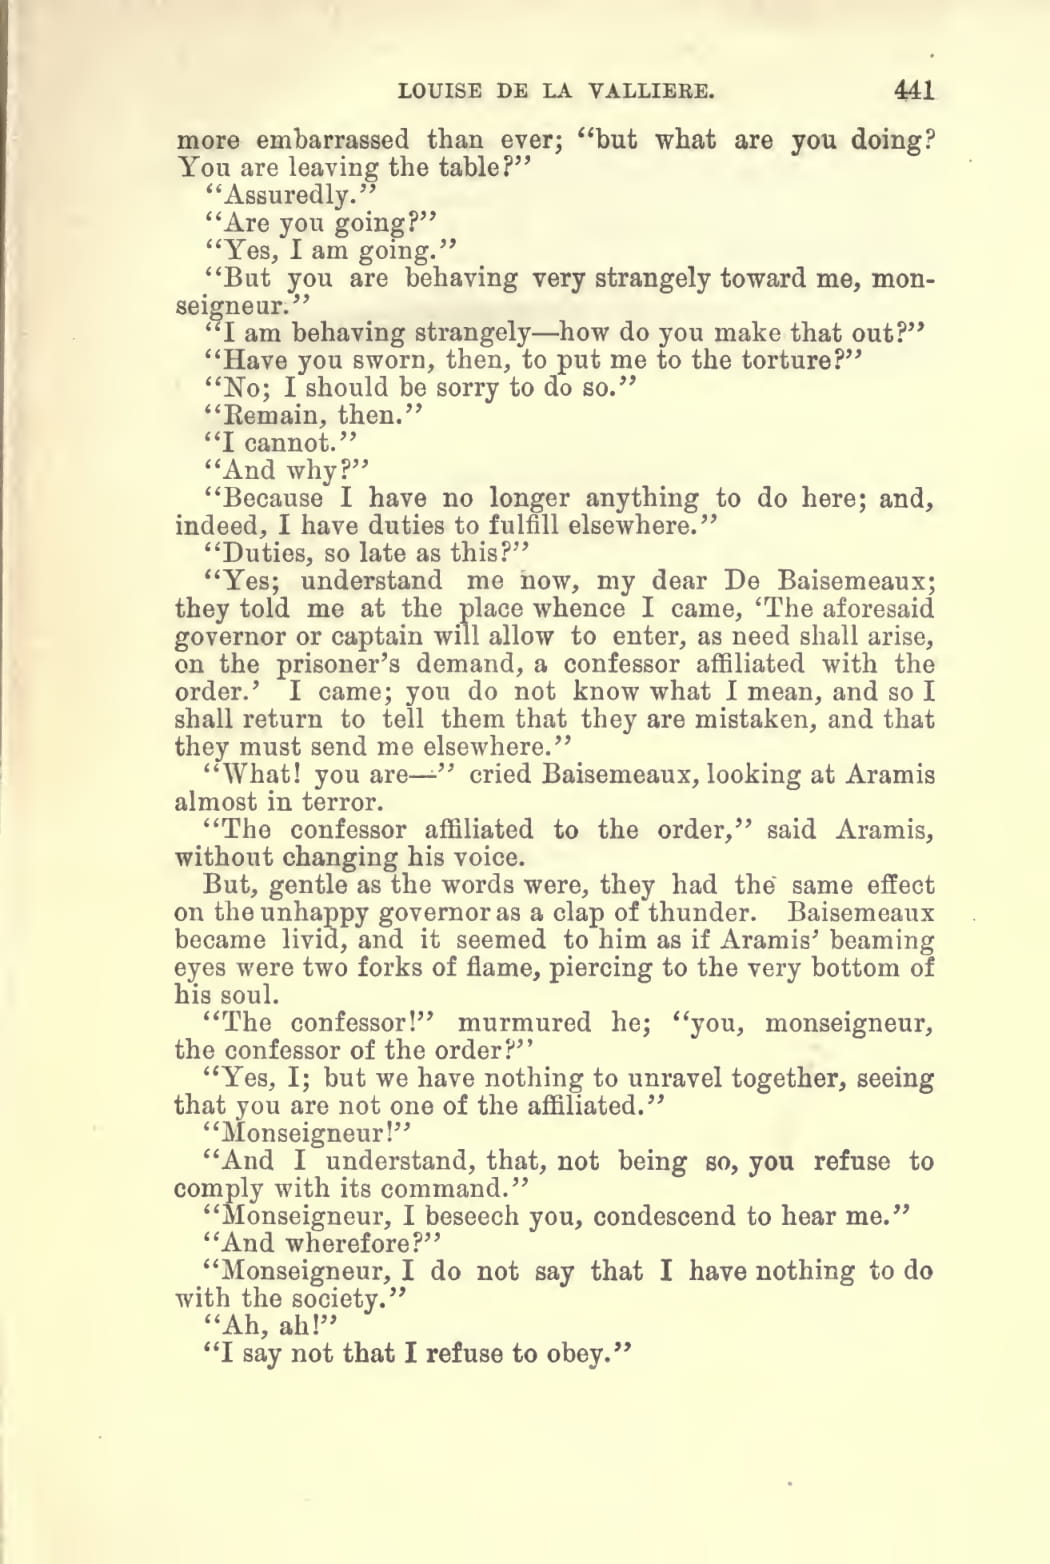 LOUISE DE LA VALLIERE. 441
more embarrassed than ever; “but what are you doing?
You are leaving the table?”
“Assuredly.”
“Are you going?”
“Yes, I am going.”
“But you are behaving very strangely toward me, mon-
seigneur.”
“I am behaving strangely—how do you make that out?”
“Have you sworn, then, to put me to the torture?”
“No; I should be sorry to do so.”
“Remain, then.”
“I cannot.”
“And why?”
“Because I have no longer anything to do here; and,
indeed, I have duties to fulfill elsewhere.”
“Duties, so late as this?”
“Yes; understand me now, my dear De Baisemeaux;
they told me at the place whence I came, ‘The aforesaid
governor or captain will allow to enter, as need shall arise,
on the prisoner’s demand, a confessor affiliated with the
order.’ I came; you do not know what I mean, and so I
shall return to tell them that they are mistaken, and that
they must send me elsewhere.”
“What! you are—” cried Baisemeaux, looking at Aramis
almost in terror.
“The confessor affiliated to the order,” said Aramis,
without changing his voice.
But, gentle as the words were, they had the same effect
on the unhappy governor as a clap of thunder. Baisemeaux
became livid, and it seemed to him as if Aramis’ beaming
eyes were two forks of flame, piercing to the very bottom of
his soul.
“The confessor!” murmured he; “you, monseigneur,
the confessor of the order?”
“Yes, I; but we have nothing to unravel together, seeing
that you are not one of the affiliated.”
“Monseigneur!”
“And I understand, that, not being so, you refuse to
comply with its command.”
“Monseigneur, I beseech you, condescend to hear me.”
“And wherefore?”
“Monseigneur, I do not say that I have nothing to do
with the society.”
“Ah, ah!”
“I say not that I refuse to obey.”